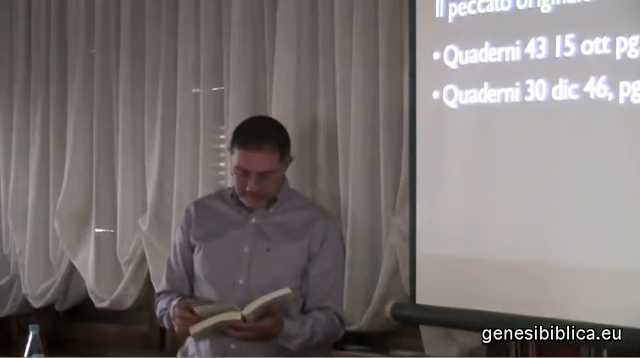 Il peccato
• Quaderni 43 15 ott pg
• Quaderni 30 dic 46, pg
genesibiblica.eu